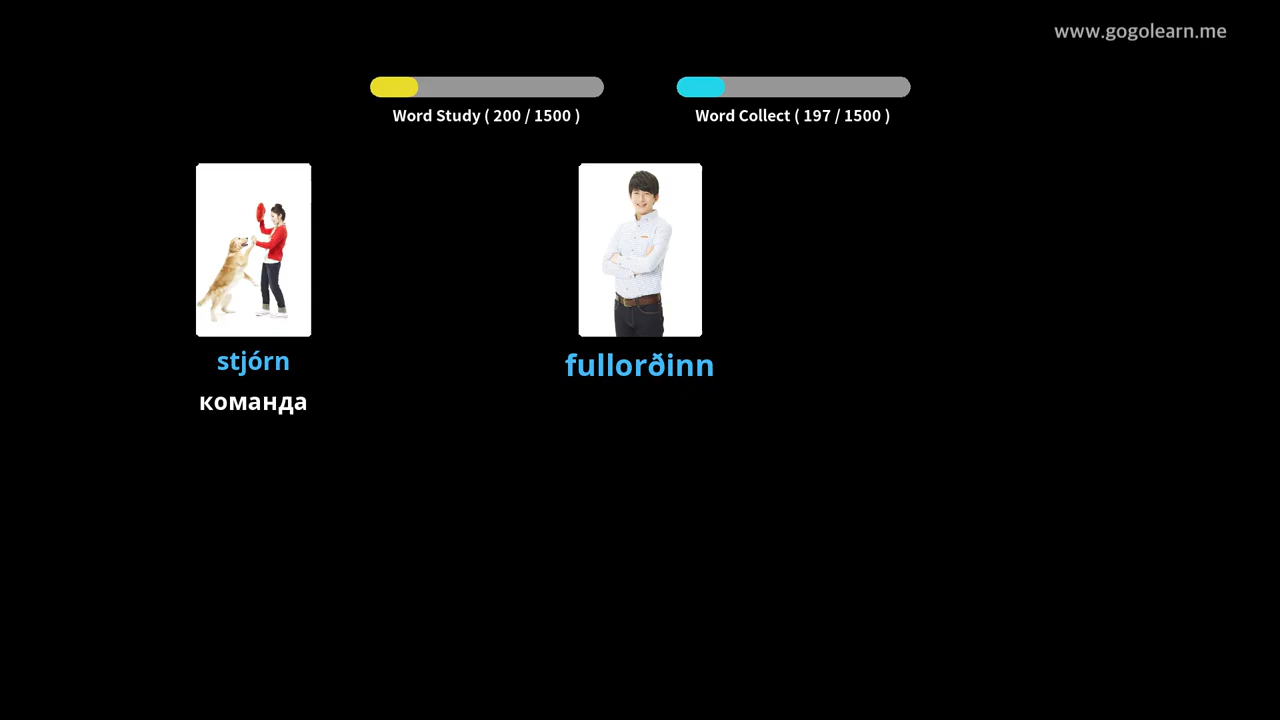 www.gogolearn.me
Word Study ( 200 / 1500 )
Word Collect ( 197 / 1500 )
stjórn
команда
fullorðinn